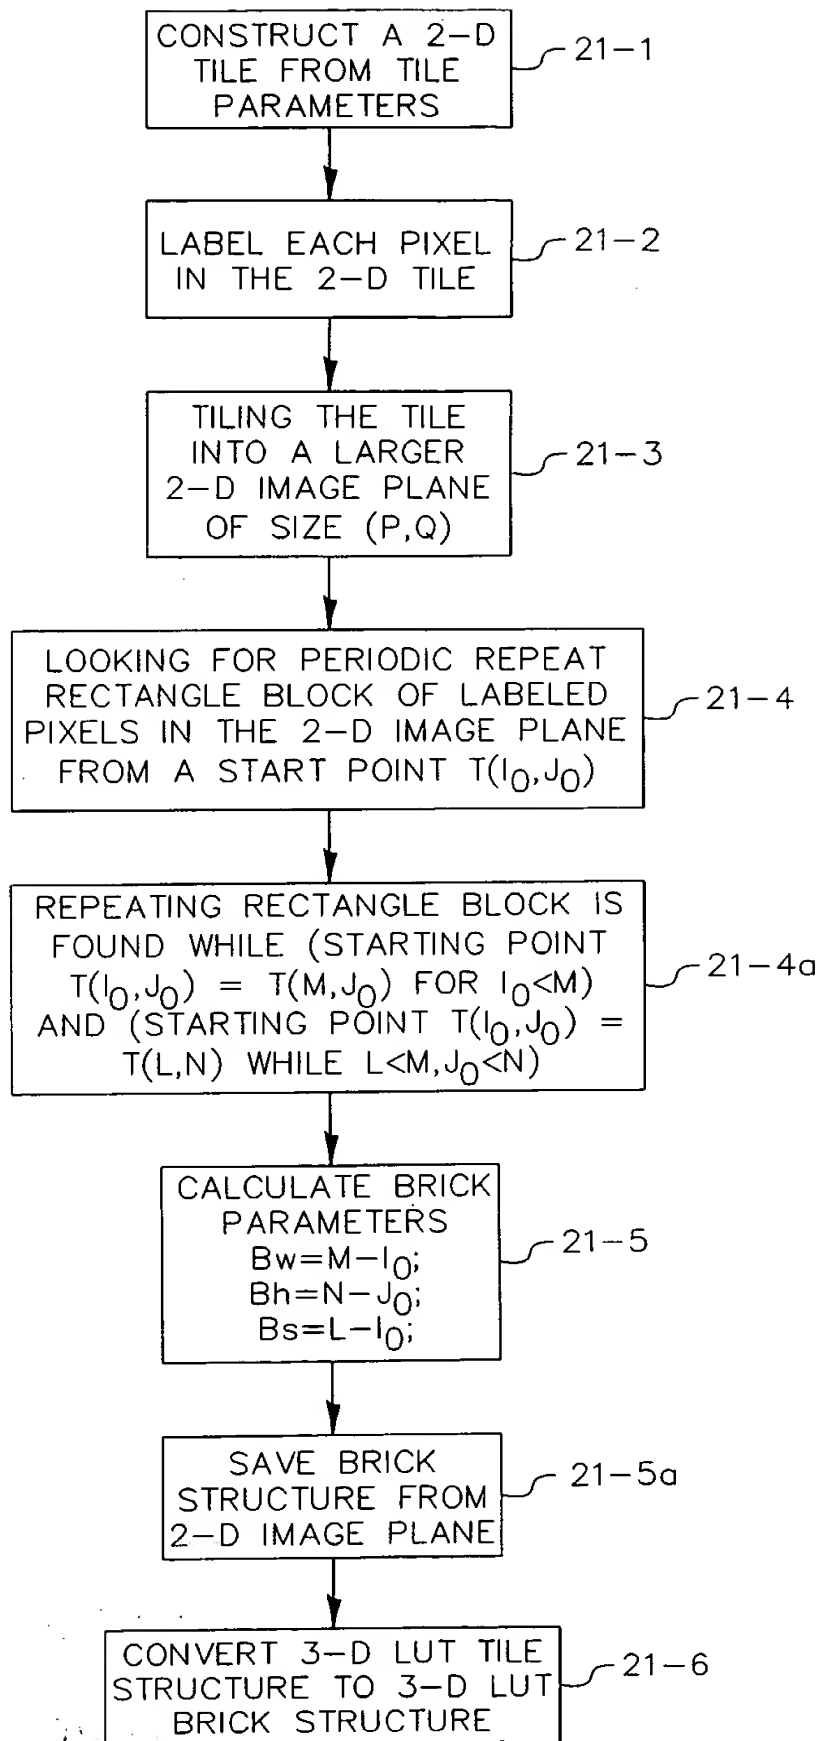 CONSTRUCT A 2-D
TILE FROM TILE
PARAMETERS
21-1
LABEL EACH PIXEL
IN THE 2-D TILE
21-2
TILING THE TILE
INTO A LARGER
2-D IMAGE PLANE
OF SIZE (P,Q)
21-3
LOOKING FOR PERIODIC REPEAT
RECTANGLE BLOCK OF LABELED
PIXELS IN THE 2-D IMAGE PLANE
FROM A START POINT T(I₀,J₀)
21-4
REPEATING RECTANGLE BLOCK IS
FOUND WHILE (STARTING POINT
T(I₀,J₀) = T(M,J₀) FOR I₀<M)
AND (STARTING POINT T(I₀,J₀) =
T(L,N) WHILE L<M,J₀<N)
21-4a
CALCULATE BRICK
PARAMETERS
Bw=M-I₀;
Bh=N-J₀;
Bs=L-I₀;
21-5
SAVE BRICK
STRUCTURE FROM
2-D IMAGE PLANE
21-5a
CONVERT 3-D LUT TILE
STRUCTURE TO 3-D LUT
BRICK STRUCTURE
21-6